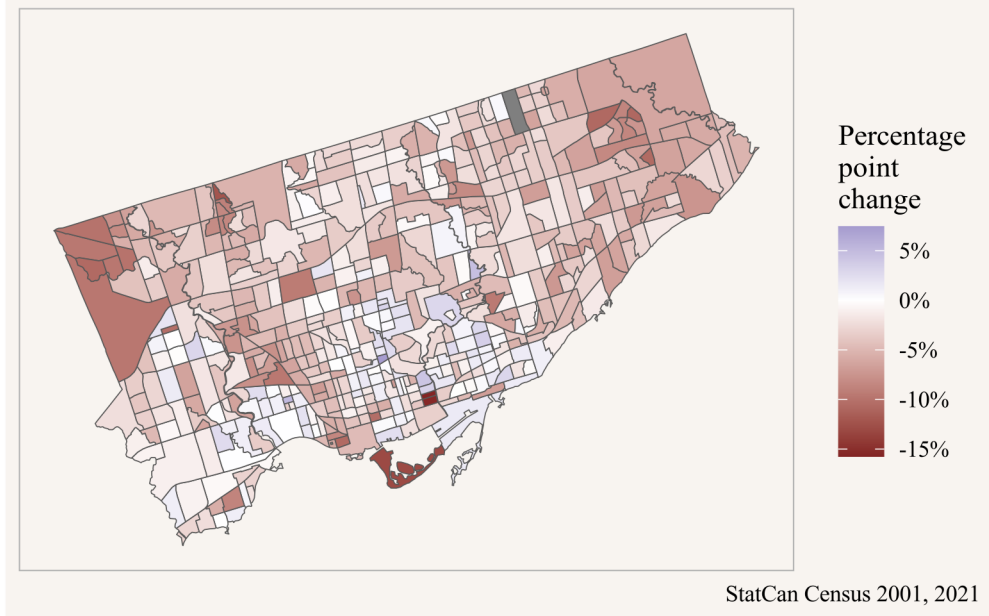 Percentage
point
change
5%
0%
-5%
-10%
-15%
StatCan Census 2001, 2021